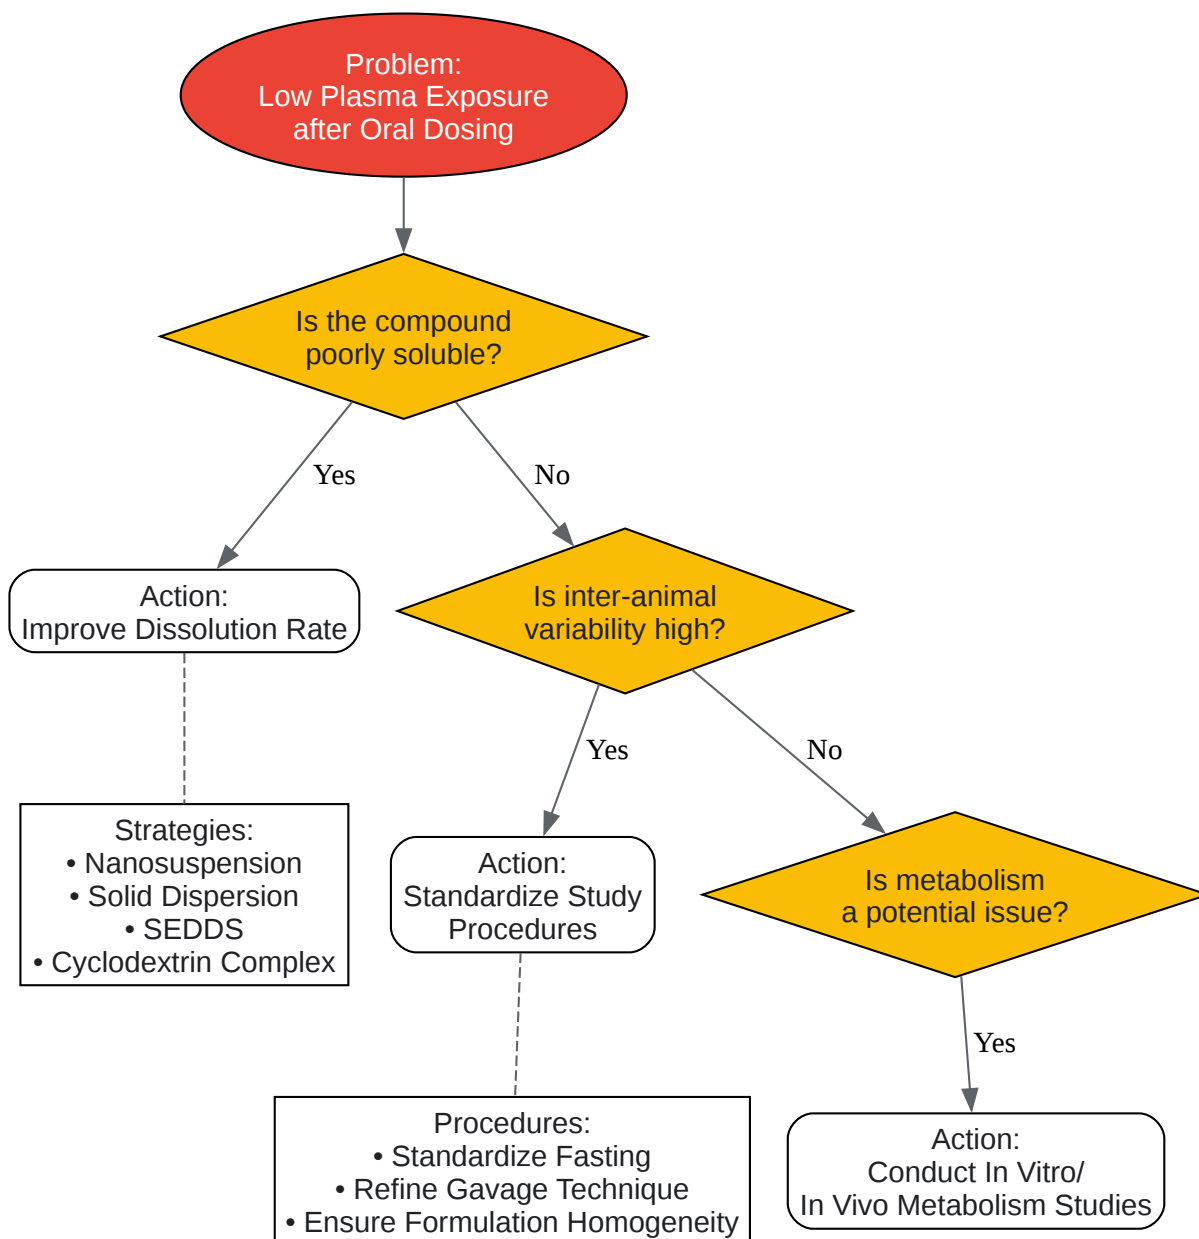 Problem:
Low Plasma Exposure
after Oral Dosing
Is the compound
poorly soluble?
Yes
No
Action:
Improve Dissolution Rate
Is inter-animal
variability high?
Strategies:
• Nanosuspension
• Solid Dispersion
• SEDDS
• Cyclodextrin Complex
Yes
No
Action:
Standardize Study
Procedures
Is metabolism
a potential issue?
Yes
Procedures:
• Standardize Fasting
• Refine Gavage Technique
• Ensure Formulation Homogeneity
Action:
Conduct In Vitro/
In Vivo Metabolism Studies